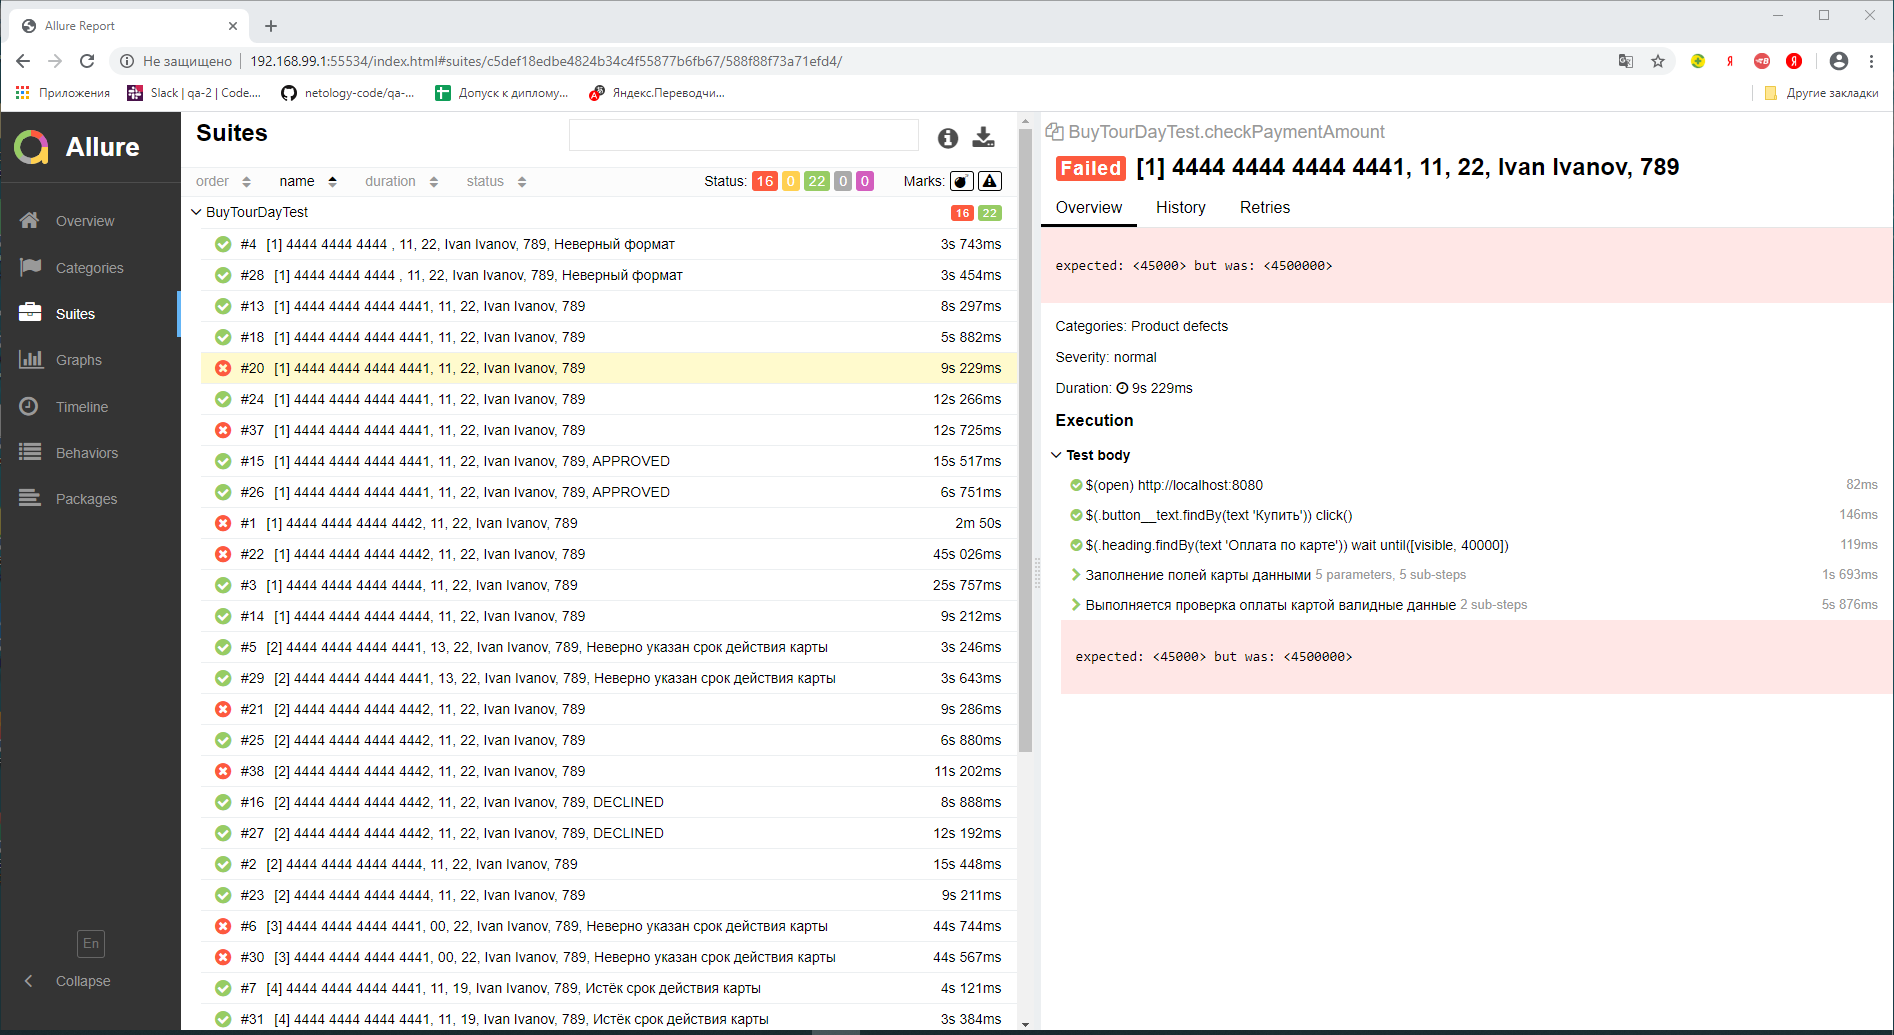 Allure Report
Не защищено
192.168.99.1:55534/index.html#suites/c5def18edbe4824b34c4f55877b6fb67/588f88f73a71efd4/
Приложения
Slack | qa-2 | Code....
netology-code/qa-...
Допуск к диплому...
Яндекс.Переводчи...
Другие закладки
Allure
Overview
Categories
Suites
Graphs
Timeline
Behaviors
Packages
En
Collapse
Suites
order name duration status Status: 16 0 22 0 0 Marks:
BuyTourDayTest 16 22
#4 [1] 4444 4444 4444 , 11, 22, Ivan Ivanov, 789, Неверный формат 3s 743ms
#28 [1] 4444 4444 4444 , 11, 22, Ivan Ivanov, 789, Неверный формат 3s 454ms
#13 [1] 4444 4444 4444 4441, 11, 22, Ivan Ivanov, 789 8s 297ms
#18 [1] 4444 4444 4444 4441, 11, 22, Ivan Ivanov, 789 5s 882ms
#20 [1] 4444 4444 4444 4441, 11, 22, Ivan Ivanov, 789 9s 229ms
#24 [1] 4444 4444 4444 4441, 11, 22, Ivan Ivanov, 789 12s 266ms
#37 [1] 4444 4444 4444 4441, 11, 22, Ivan Ivanov, 789 12s 725ms
#15 [1] 4444 4444 4444 4441, 11, 22, Ivan Ivanov, 789, APPROVED 15s 517ms
#26 [1] 4444 4444 4444 4441, 11, 22, Ivan Ivanov, 789, APPROVED 6s 751ms
#1 [1] 4444 4444 4444 4442, 11, 22, Ivan Ivanov, 789 2m 50s
#22 [1] 4444 4444 4444 4442, 11, 22, Ivan Ivanov, 789 45s 026ms
#3 [1] 4444 4444 4444 4444, 11, 22, Ivan Ivanov, 789 25s 757ms
#14 [1] 4444 4444 4444 4444, 11, 22, Ivan Ivanov, 789 9s 212ms
#5 [2] 4444 4444 4444 4441, 13, 22, Ivan Ivanov, 789, Неверно указан срок действия карты 3s 246ms
#29 [2] 4444 4444 4444 4441, 13, 22, Ivan Ivanov, 789, Неверно указан срок действия карты 3s 643ms
#21 [2] 4444 4444 4444 4442, 11, 22, Ivan Ivanov, 789 9s 286ms
#25 [2] 4444 4444 4444 4442, 11, 22, Ivan Ivanov, 789 6s 880ms
#38 [2] 4444 4444 4444 4442, 11, 22, Ivan Ivanov, 789 11s 202ms
#16 [2] 4444 4444 4444 4442, 11, 22, Ivan Ivanov, 789, DECLINED 8s 888ms
#27 [2] 4444 4444 4444 4442, 11, 22, Ivan Ivanov, 789, DECLINED 12s 192ms
#2 [2] 4444 4444 4444 4444, 11, 22, Ivan Ivanov, 789 15s 448ms
#23 [2] 4444 4444 4444 4444, 11, 22, Ivan Ivanov, 789 9s 211ms
#6 [3] 4444 4444 4444 4441, 00, 22, Ivan Ivanov, 789, Неверно указан срок действия карты 44s 744ms
#30 [3] 4444 4444 4444 4441, 00, 22, Ivan Ivanov, 789, Неверно указан срок действия карты 44s 567ms
#7 [4] 4444 4444 4444 4441, 11, 19, Ivan Ivanov, 789, Истёк срок действия карты 4s 121ms
#31 [4] 4444 4444 4444 4441, 11, 19, Ivan Ivanov, 789, Истёк срок действия карты 3s 384ms
BuyTourDayTest.checkPaymentAmount
Failed [1] 4444 4444 4444 4441, 11, 22, Ivan Ivanov, 789
Overview History Retries
expected: <45000> but was: <4500000>
Categories: Product defects
Severity: normal
Duration: 9s 229ms
Execution
Test body
$(open) http://localhost:8080 82ms
$(.button__text.findBy(text 'Купить')) click() 146ms
$(.heading.findBy(text 'Оплата по карте')) wait until([visible, 40000]) 119ms
Заполнение полей карты данными 5 parameters, 5 sub-steps 1s 693ms
Выполняется проверка оплаты картой валидные данные 2 sub-steps 5s 876ms
expected: <45000> but was: <4500000>